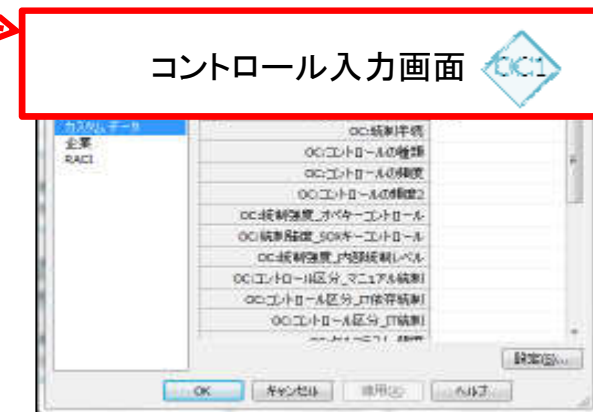 コントロール入力画面
OC1
カスタム データ
企業
RACI
OC:統制手続
OC:コントロールの種類
OC:コントロールの頻度
OC:コントロールの頻度2
OC:統制強度_オペキーコントロール
OC:統制強度_SOXキーコントロール
OC:統制強度_内部統制レベル
OC:コントロール区分_マニュアル統制
OC:コントロール区分_IT依存統制
OC:コントロール区分_IT統制
設定(S)...
OK
キャンセル
適用(A)
ヘルプ